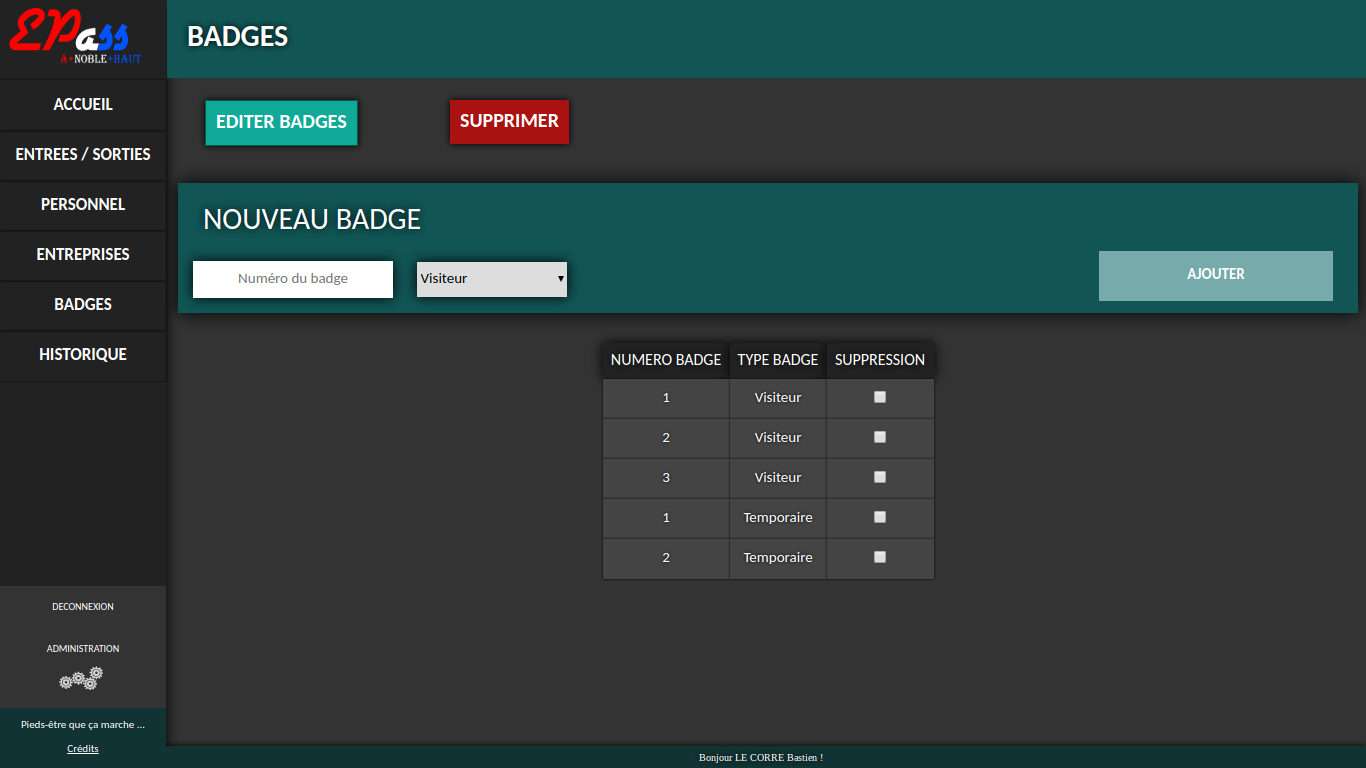 EPass
A+NOBLE+HAUT
BADGES
ACCUEIL
ENTREES / SORTIES
PERSONNEL
ENTREPRISES
BADGES
HISTORIQUE
EDITER BADGES
SUPPRIMER
NOUVEAU BADGE
Numéro du badge
Visiteur
AJOUTER
NUMERO BADGE TYPE BADGE SUPPRESSION
1 Visiteur
2 Visiteur
3 Visiteur
1 Temporaire
2 Temporaire
DECONNEXION
ADMINISTRATION
Pieds-être que ça marche ...
Crédits
Bonjour LE CORRE Bastien !